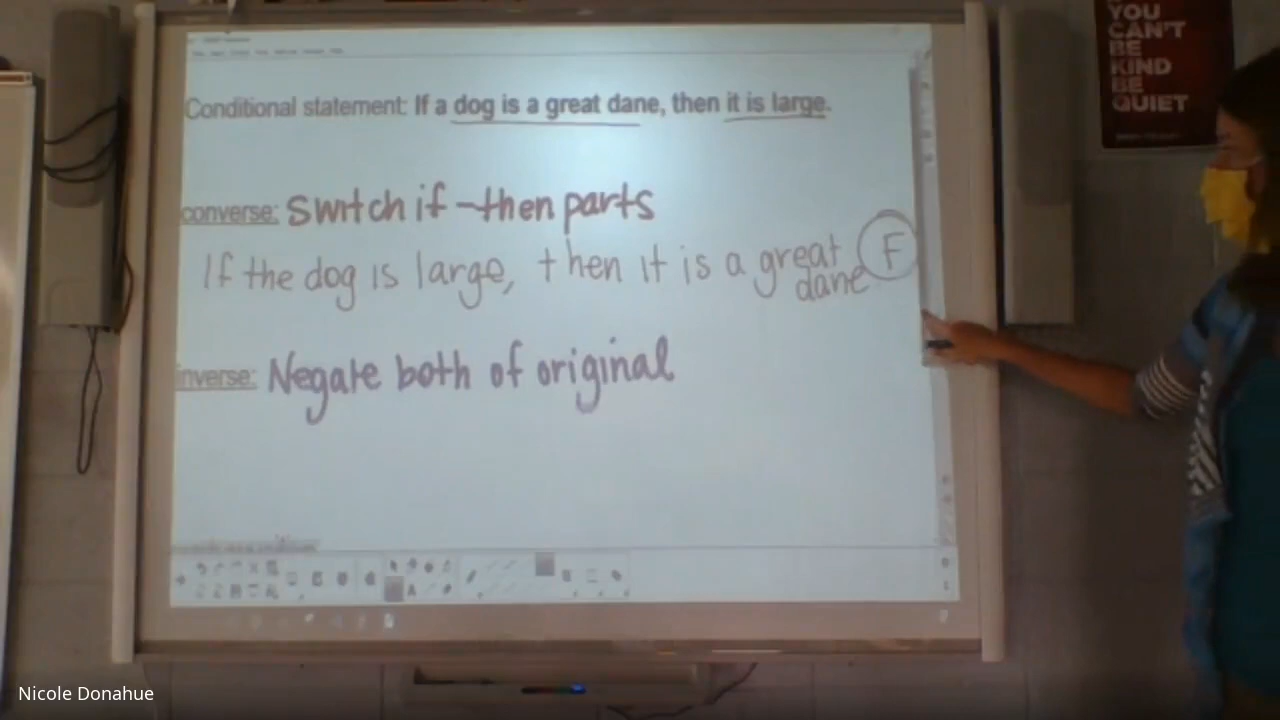 YOU
CAN'T
BE
KIND
BE
QUIET
Conditional statement: If a dog is a great dane, then it is large.
converse: Switch if-then parts
If the dog is large, then it is a great
dane
F
inverse: Negate both of original
Nicole Donahue